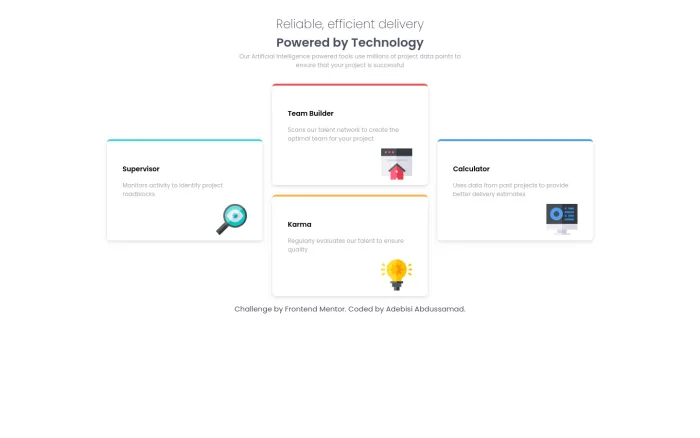 Reliable, efficient delivery
Powered by Technology
Our Artificial Intelligence powered tools use millions of project data points to
ensure that your project is successful
Team Builder
Scans our talent network to create the
optimal team for your project
Supervisor
Monitors activity to identify project
roadblocks
Calculator
Uses data from past projects to provide
better delivery estimates
Karma
Regularly evaluates our talent to ensure
quality
Challenge by Frontend Mentor. Coded by Adebisi Abdussamad.